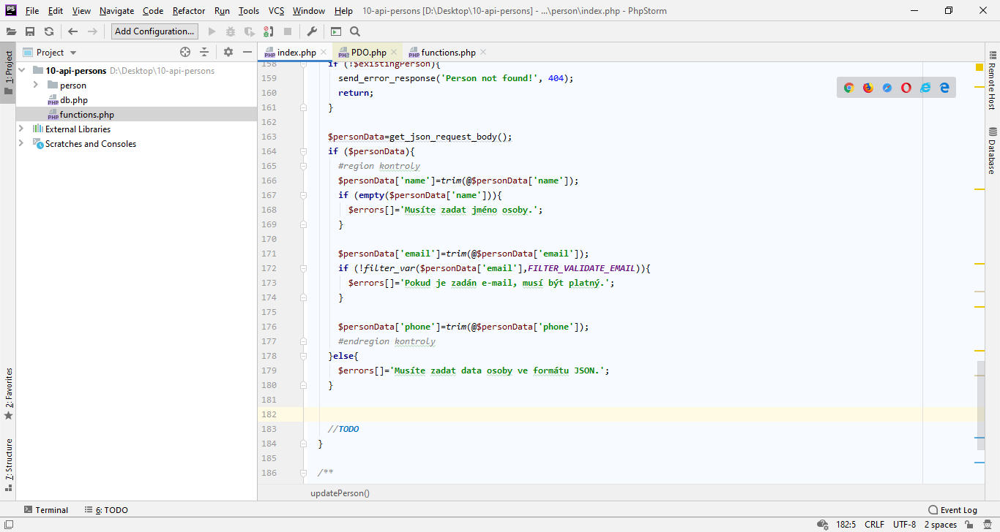 File Edit View Navigate Code Refactor Run Tools VCS Window Help 10-api-persons [D:\Desktop\10-api-persons] - ...\person\index.php - PhpStorm
Add Configuration...
Project
index.php
PDO.php
functions.php
1: Project
2: Favorites
7: Structure
10-api-persons D:\Desktop\10-api-persons
person
db.php
functions.php
External Libraries
Scratches and Consoles
158 if (!$existingPerson){
159 send_error_response('Person not found!', 404);
160 return;
161 }
162
163 $personData=get_json_request_body();
164 if ($personData){
165 #region kontroly
166 $personData['name']=trim(@$personData['name']);
167 if (empty($personData['name'])){
168 $errors[]='Musíte zadat jméno osoby.';
169 }
170
171 $personData['email']=trim(@$personData['email']);
172 if (!filter_var($personData['email'],FILTER_VALIDATE_EMAIL)){
173 $errors[]='Pokud je zadán e-mail, musí být platný.';
174 }
175
176 $personData['phone']=trim(@$personData['phone']);
177 #endregion kontroly
178 }else{
179 $errors[]='Musíte zadat data osoby ve formátu JSON.';
180 }
181
182
183 //TODO
184 }
185
186 /**
updatePerson()
Remote Host
Database
Terminal
6: TODO
Event Log
182:5 CRLF UTF-8 2 spaces